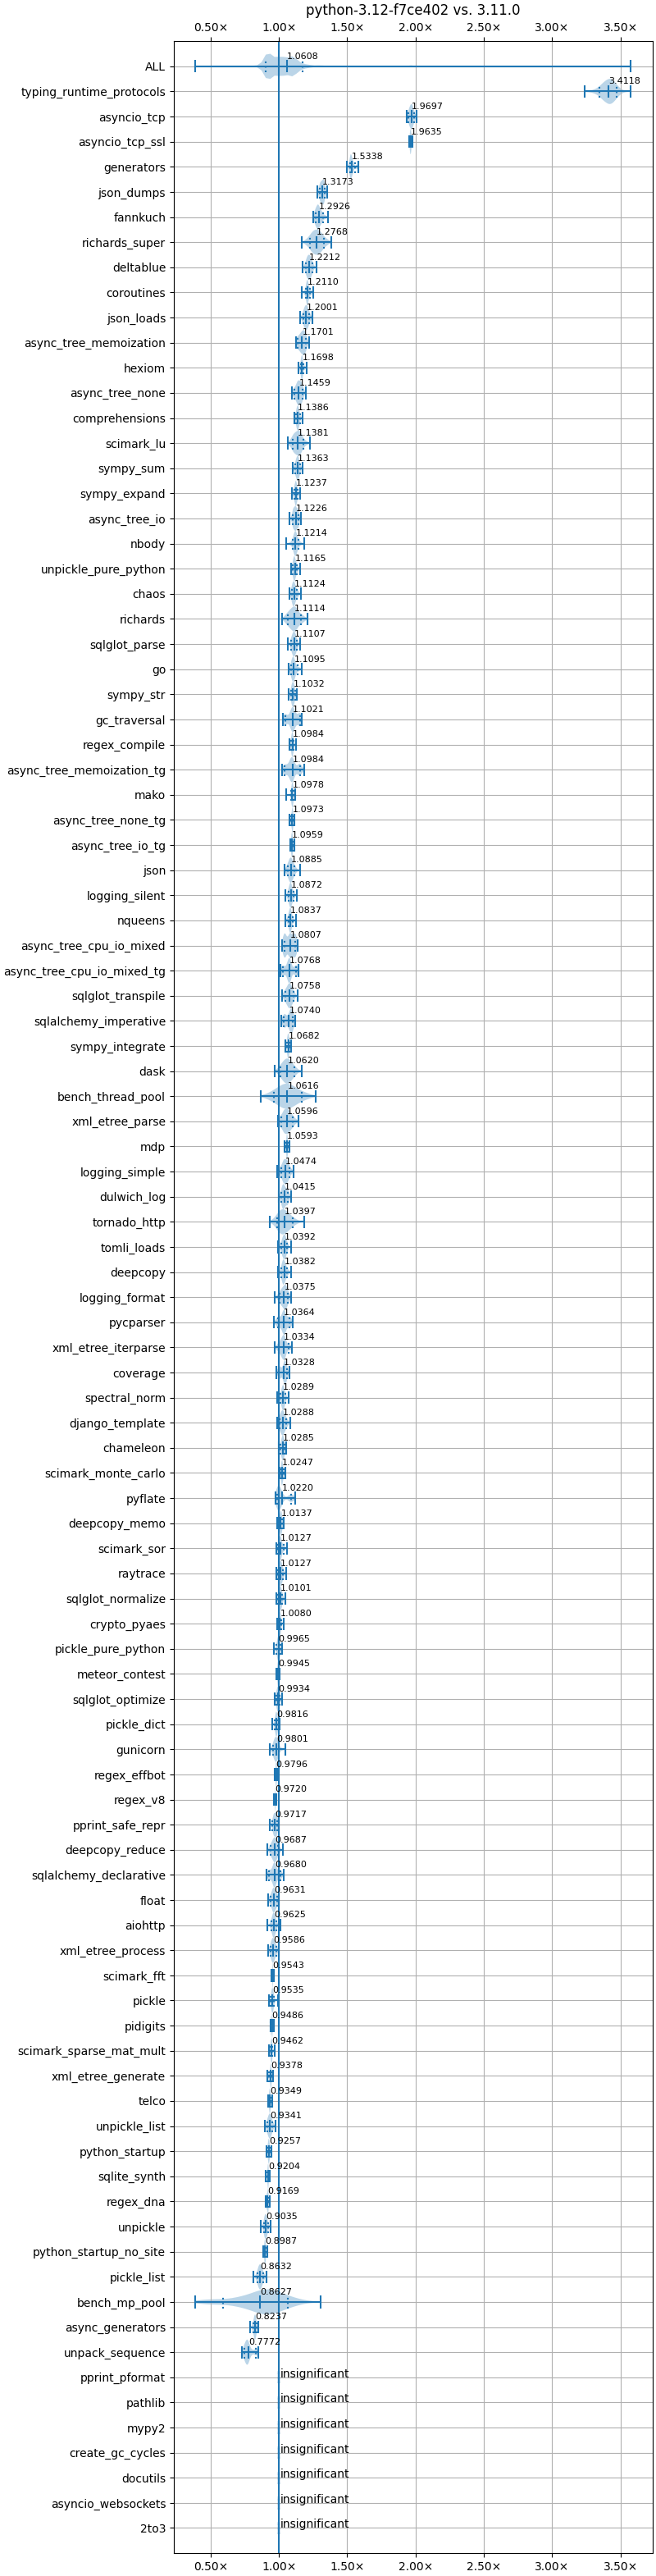 python-3.12-f7ce402 vs. 3.11.0
0.50× 1.00× 1.50× 2.00× 2.50× 3.00× 3.50×
ALL 1.0608
typing_runtime_protocols 3.4118
asyncio_tcp 1.9697
asyncio_tcp_ssl 1.9635
generators 1.5338
json_dumps 1.3173
fannkuch 1.2926
richards_super 1.2768
deltablue 1.2212
coroutines 1.2110
json_loads 1.2001
async_tree_memoization 1.1701
hexiom 1.1698
async_tree_none 1.1459
comprehensions 1.1386
scimark_lu 1.1381
sympy_sum 1.1363
sympy_expand 1.1237
async_tree_io 1.1226
nbody 1.1214
unpickle_pure_python 1.1165
chaos 1.1124
richards 1.1114
sqlglot_parse 1.1107
go 1.1095
sympy_str 1.1032
gc_traversal 1.1021
regex_compile 1.0984
async_tree_memoization_tg 1.0984
mako 1.0978
async_tree_none_tg 1.0973
async_tree_io_tg 1.0959
json 1.0885
logging_silent 1.0872
nqueens 1.0837
async_tree_cpu_io_mixed 1.0807
async_tree_cpu_io_mixed_tg 1.0768
sqlglot_transpile 1.0758
sqlalchemy_imperative 1.0740
sympy_integrate 1.0682
dask 1.0620
bench_thread_pool 1.0616
xml_etree_parse 1.0596
mdp 1.0593
logging_simple 1.0474
dulwich_log 1.0415
tornado_http 1.0397
tomli_loads 1.0392
deepcopy 1.0382
logging_format 1.0375
pycparser 1.0364
xml_etree_iterparse 1.0334
coverage 1.0328
spectral_norm 1.0289
django_template 1.0288
chameleon 1.0285
scimark_monte_carlo 1.0247
pyflate 1.0220
deepcopy_memo 1.0137
scimark_sor 1.0127
raytrace 1.0127
sqlglot_normalize 1.0101
crypto_pyaes 1.0080
pickle_pure_python 0.9965
meteor_contest 0.9945
sqlglot_optimize 0.9934
pickle_dict 0.9816
gunicorn 0.9801
regex_effbot 0.9796
regex_v8 0.9720
pprint_safe_repr 0.9717
deepcopy_reduce 0.9687
sqlalchemy_declarative 0.9680
float 0.9631
aiohttp 0.9625
xml_etree_process 0.9586
scimark_fft 0.9543
pickle 0.9535
pidigits 0.9486
scimark_sparse_mat_mult 0.9462
xml_etree_generate 0.9378
telco 0.9349
unpickle_list 0.9341
python_startup 0.9257
sqlite_synth 0.9204
regex_dna 0.9169
unpickle 0.9035
python_startup_no_site 0.8987
pickle_list 0.8632
bench_mp_pool 0.8627
async_generators 0.8237
unpack_sequence 0.7772
pprint_pformat insignificant
pathlib insignificant
mypy2 insignificant
create_gc_cycles insignificant
docutils insignificant
asyncio_websockets insignificant
2to3 insignificant
0.50× 1.00× 1.50× 2.00× 2.50× 3.00× 3.50×